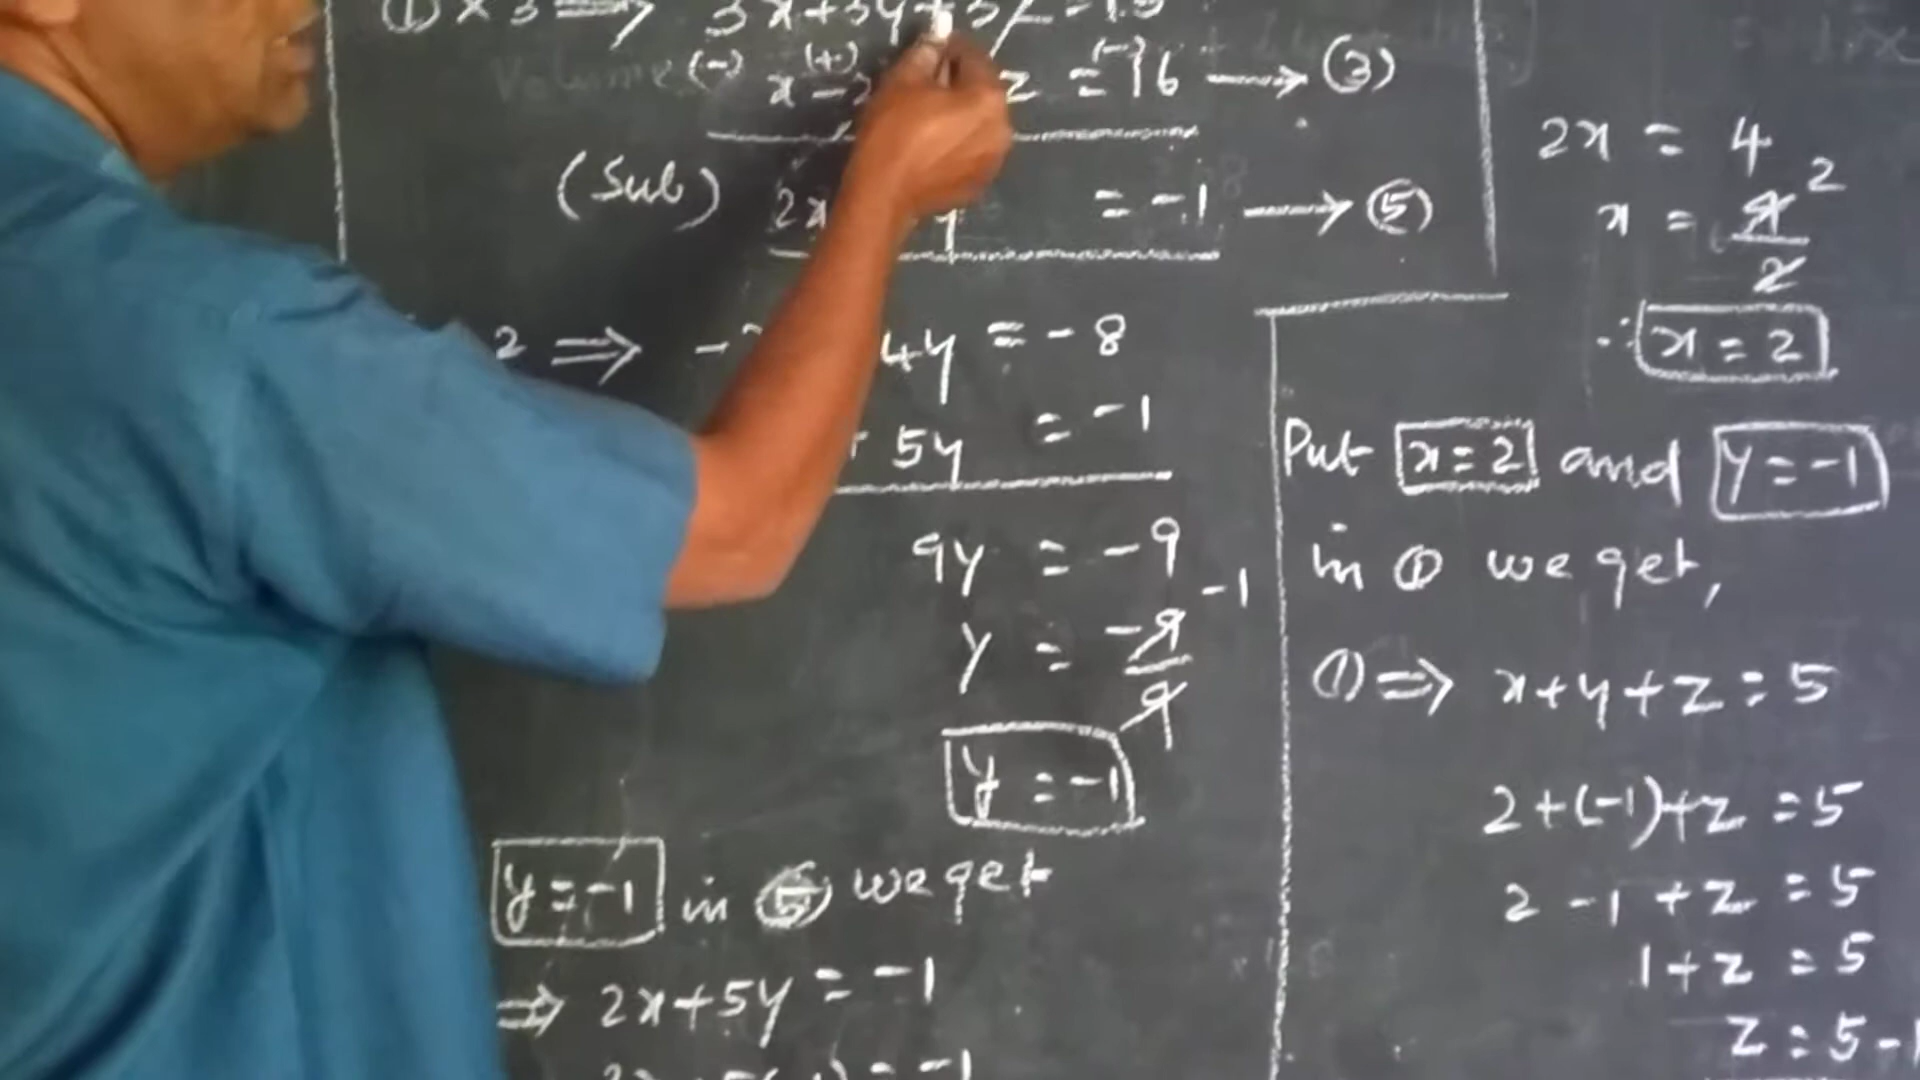 ① × 3 ⇒ 3x+3y+3z = 15
(-) (+) (-)
x - z = 16 → ③
(Sub) 2x y = -1 → ⑤
2 ⇒ - 4y = -8
+ 5y = -1
9y = -9
y = -9/9 -1
y = -1
y = -1 in ⑤ we get
⇒ 2x+5y = -1
= -1
2x = 4
x = 4/2 2
∴ x = 2
Put x = 2 and y = -1
in ① we get,
① ⇒ x+y+z = 5
2+(-1)+z = 5
2 -1 +z = 5
1+z = 5
z = 5-1